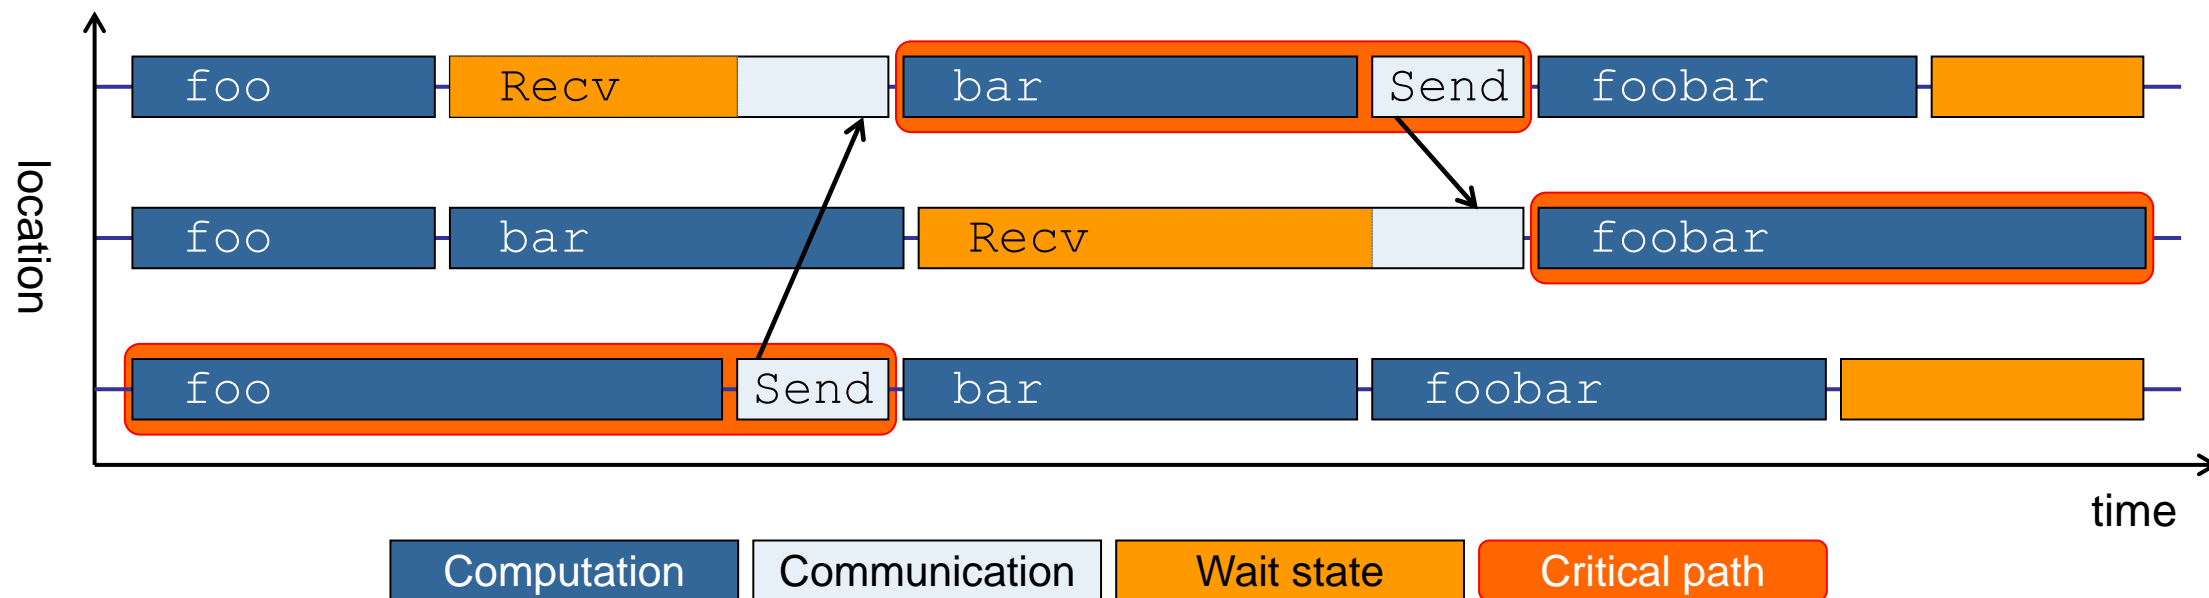 foo Recv bar Send foobar
location
foo bar Recv foobar
foo Send bar foobar
time
Computation Communication Wait state Critical path